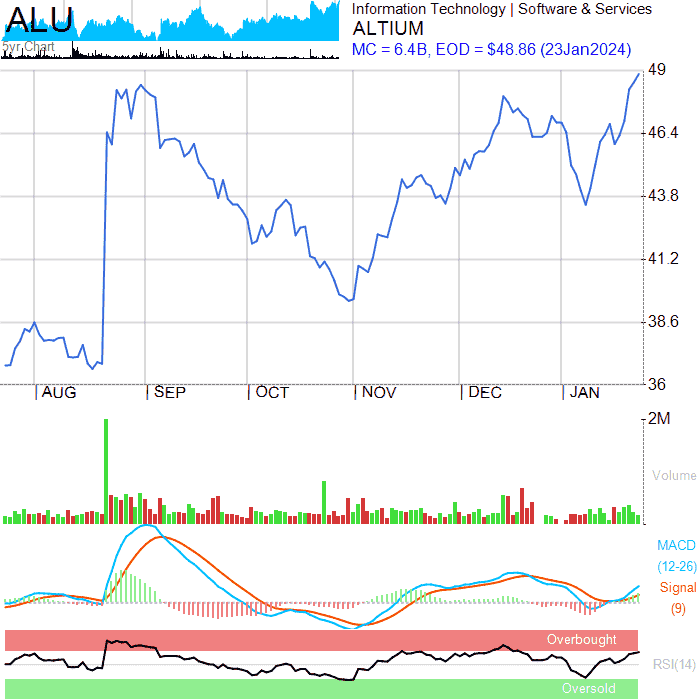 ALU
5yr Chart
Information Technology | Software & Services
ALTIUM
MC = 6.4B, EOD = $48.86 (23Jan2024)
49
46.4
43.8
41.2
38.6
36
| AUG | SEP | OCT | NOV | DEC | JAN
2M
Volume
MACD
(12-26)
Signal
(9)
Overbought
RSI(14)
Oversold